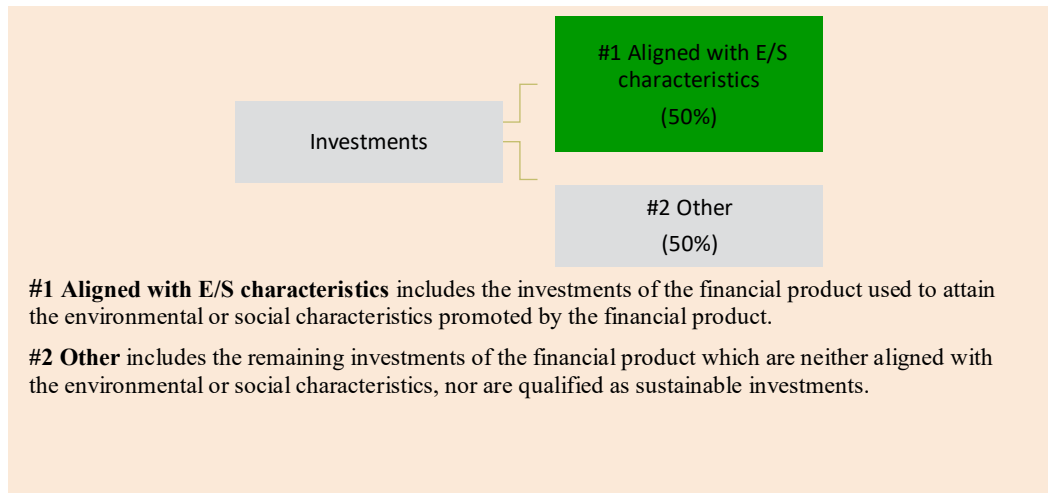 #1 Aligned with E/S
characteristics
(50%)
Investments
#2 Other
(50%)
#1 Aligned with E/S characteristics includes the investments of the financial product used to attain
the environmental or social characteristics promoted by the financial product.
#2 Other includes the remaining investments of the financial product which are neither aligned with
the environmental or social characteristics, nor are qualified as sustainable investments.